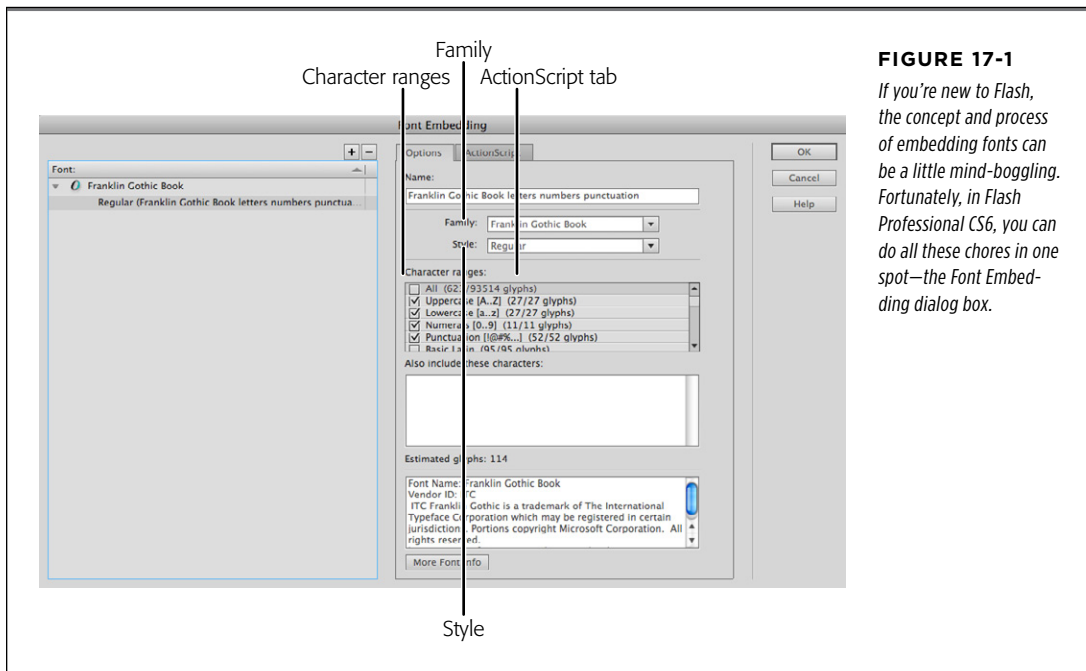 Family
Character ranges
ActionScript tab
Font Embedding
+ -
Font:
Franklin Gothic Book
Regular (Franklin Gothic Book letters numbers punctua...
Options
ActionScript
Name:
Franklin Gothic Book letters numbers punctuation
Family: Franklin Gothic Book
Style: Regular
Character ranges:
All (623/93514 glyphs)
Uppercase [A..Z] (27/27 glyphs)
Lowercase [a..z] (27/27 glyphs)
Numerals [0..9] (11/11 glyphs)
Punctuation [!@#%...] (52/52 glyphs)
Basic Latin (95/95 glyphs)
Also include these characters:
Estimated glyphs: 114
Font Name: Franklin Gothic Book
Vendor ID: ITC
ITC Franklin Gothic is a trademark of The International
Typeface Corporation which may be registered in certain
jurisdictions. Portions copyright Microsoft Corporation. All
rights reserved.
More Font Info
OK
Cancel
Help
Style
FIGURE 17-1
If you're new to Flash,
the concept and process
of embedding fonts can
be a little mind-boggling.
Fortunately, in Flash
Professional CS6, you can
do all these chores in one
spot—the Font Embed-
ding dialog box.